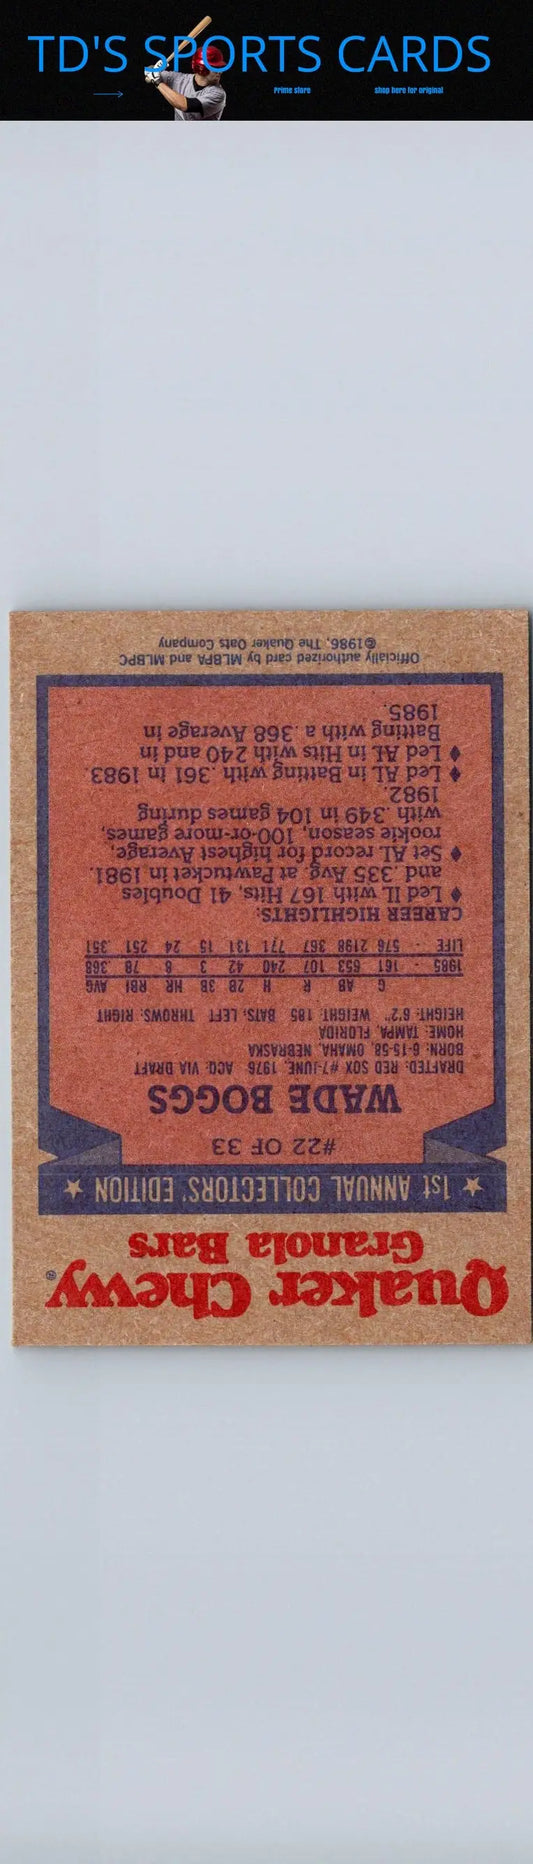 TD'S SPORTS CARDS
Prime store
shop here for original
Quaker Chewy®
Granola Bars
★ 1st ANNUAL COLLECTORS' EDITION ★
#22 OF 33
WADE BOGGS
DRAFTED: RED SOX #7-JUNE, 1976 ACQ: VIA DRAFT
BORN: 6-15-58, OMAHA, NEBRASKA
HOME: TAMPA, FLORIDA
HEIGHT: 6'2" WEIGHT: 185 BATS: LEFT THROWS: RIGHT
G AB R H 2B 3B HR RBI AVG
1985 - 161 653 107 240 42 3 8 78 .368
LIFE - 576 2198 367 771 131 15 24 251 .351
CAREER HIGHLIGHTS:
♦ Led IL with 167 Hits, 41 Doubles
and .335 Avg. at Pawtucket in 1981.
♦ Set AL record for highest Average,
rookie season, 100-or-more games,
with .349 in 104 games during
1982.
♦ Led AL in Batting with .361 in 1983.
♦ Led AL in Hits with 240 and in
Batting with a .368 Average in
1985.
Officially authorized card by MLBPA and MLBPC
©1986, The Quaker Oats Company